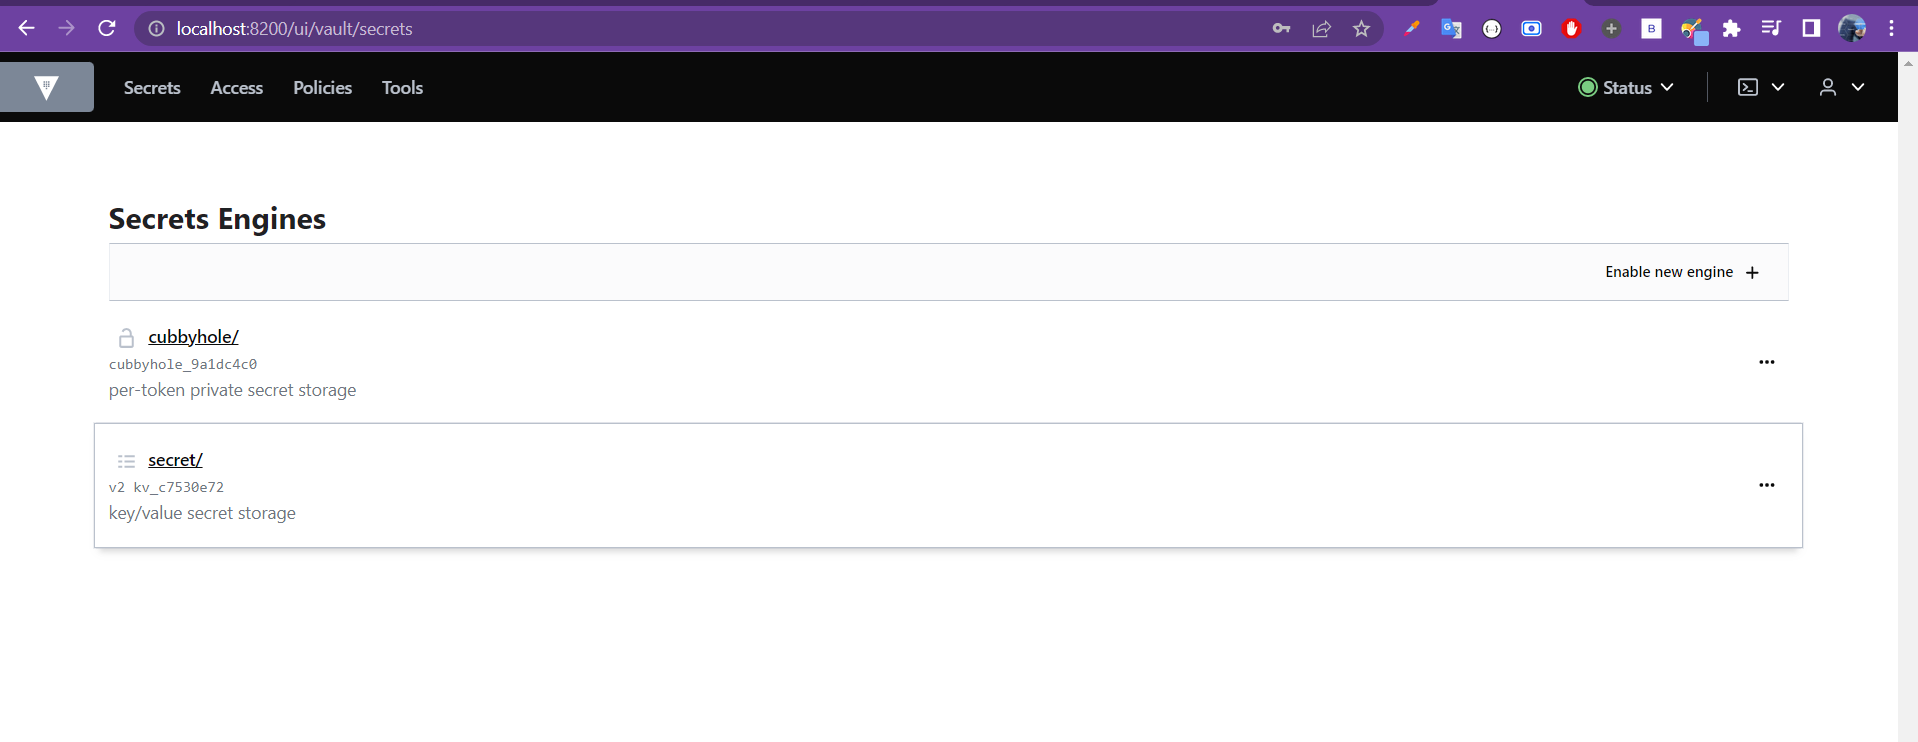 localhost:8200/ui/vault/secrets
Secrets Access Policies Tools Status
Secrets Engines
Enable new engine +
cubbyhole/
cubbyhole_9a1dc4c0
per-token private secret storage
secret/
v2 kv_c7530e72
key/value secret storage